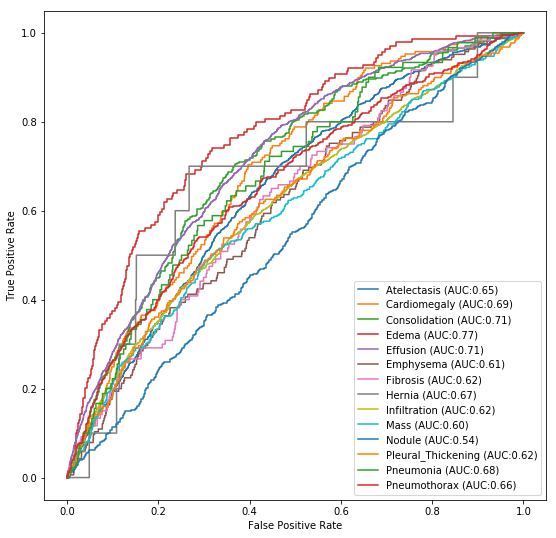 1.0
0.8
0.6
0.4
0.2
0.0
True Positive Rate
Atelectasis (AUC:0.65)
Cardiomegaly (AUC:0.69)
Consolidation (AUC:0.71)
Edema (AUC:0.77)
Effusion (AUC:0.71)
Emphysema (AUC:0.61)
Fibrosis (AUC:0.62)
Hernia (AUC:0.67)
Infiltration (AUC:0.62)
Mass (AUC:0.60)
Nodule (AUC:0.54)
Pleural_Thickening (AUC:0.62)
Pneumonia (AUC:0.68)
Pneumothorax (AUC:0.66)
0.0 0.2 0.4 0.6 0.8 1.0
False Positive Rate